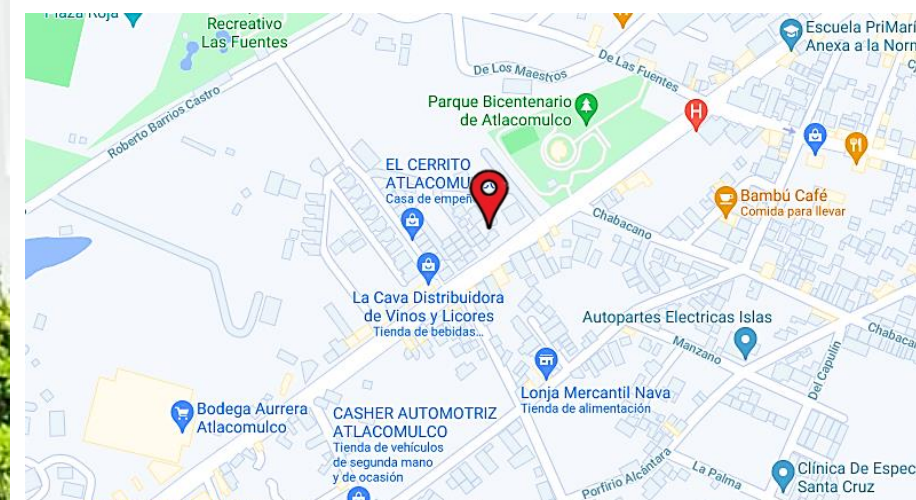 Plaza Roja
Recreativo
Las Fuentes
Escuela PriMarí
Anexa a la Norm
De Los Maestros
De Las Fuentes
Roberto Barrios Castro
Parque Bicentenario
de Atlacomulco
H
EL CERRITO
ATLACOMU
Casa de empeñ
Bambú Café
Comida para llevar
Chabacano
La Cava Distribuidora
de Vinos y Licores
Tienda de bebidas...
Autopartes Electricas Islas
Chabaca
Manzano
Del Capulín
Lonja Mercantil Nava
Tienda de alimentación
Bodega Aurrera
Atlacomulco
CASHER AUTOMOTRIZ
ATLACOMULCO
Tienda de vehículos
de segunda mano
y de ocasión
Porfirio Alcántara
La Palma
Clínica De Espec
Santa Cruz